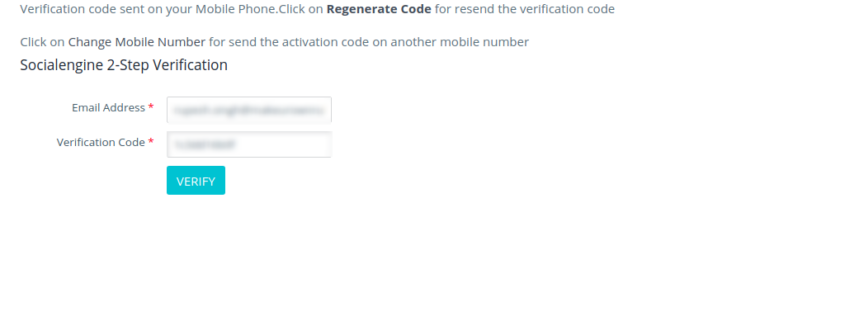 Verification code sent on your Mobile Phone.Click on Regenerate Code for resend the verification code
Click on Change Mobile Number for send the activation code on another mobile number
Socialengine 2-Step Verification
Email Address *
Verification Code *
VERIFY